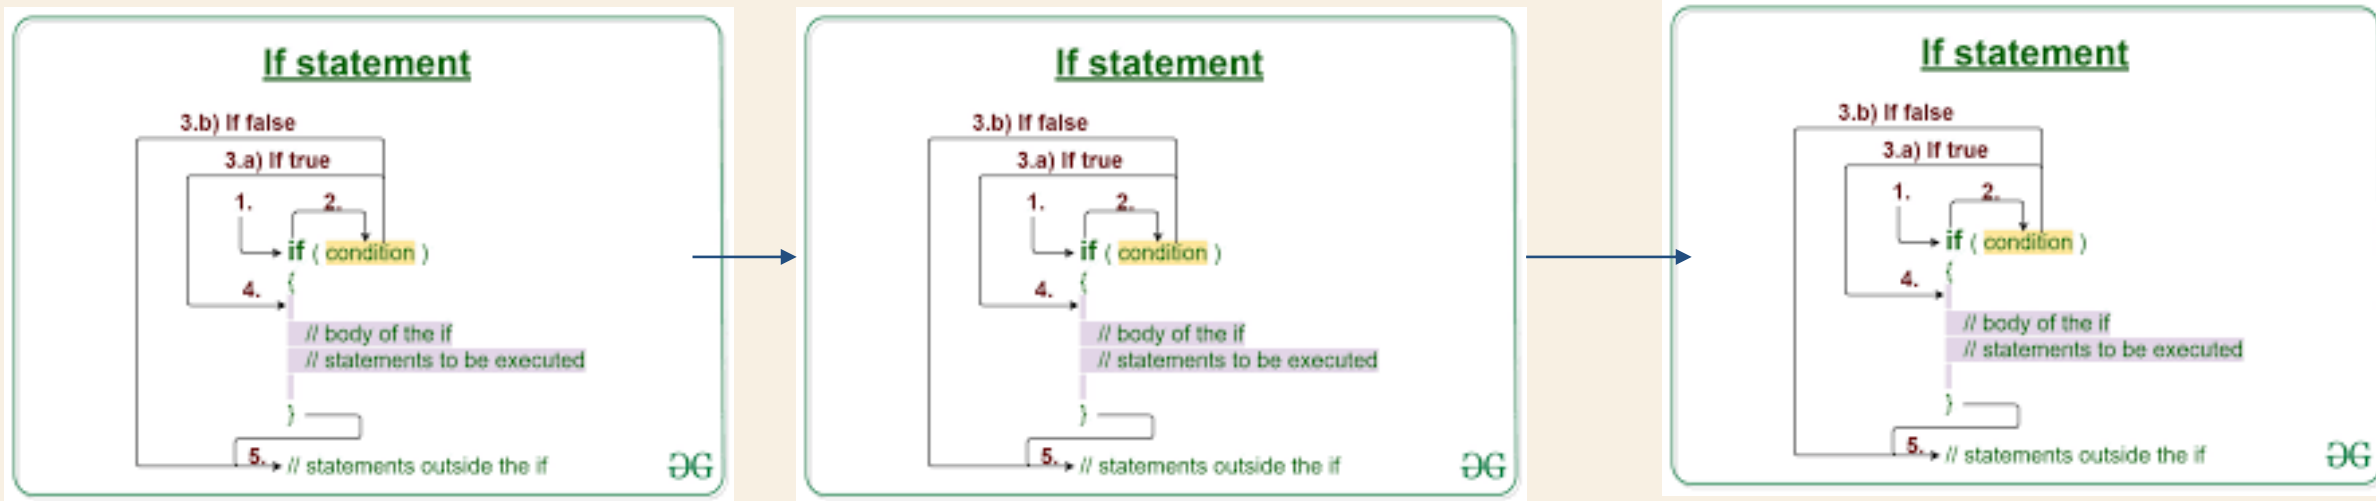 If statement
3.b) If false
3.a) If true
1.
2.
if ( condition )
{
4.
// body of the if
// statements to be executed
}
5.
// statements outside the if
If statement
3.b) If false
3.a) If true
1.
2.
if ( condition )
{
4.
// body of the if
// statements to be executed
}
5.
// statements outside the if
If statement
3.b) If false
3.a) If true
1.
2.
if ( condition )
{
4.
// body of the if
// statements to be executed
}
5.
// statements outside the if